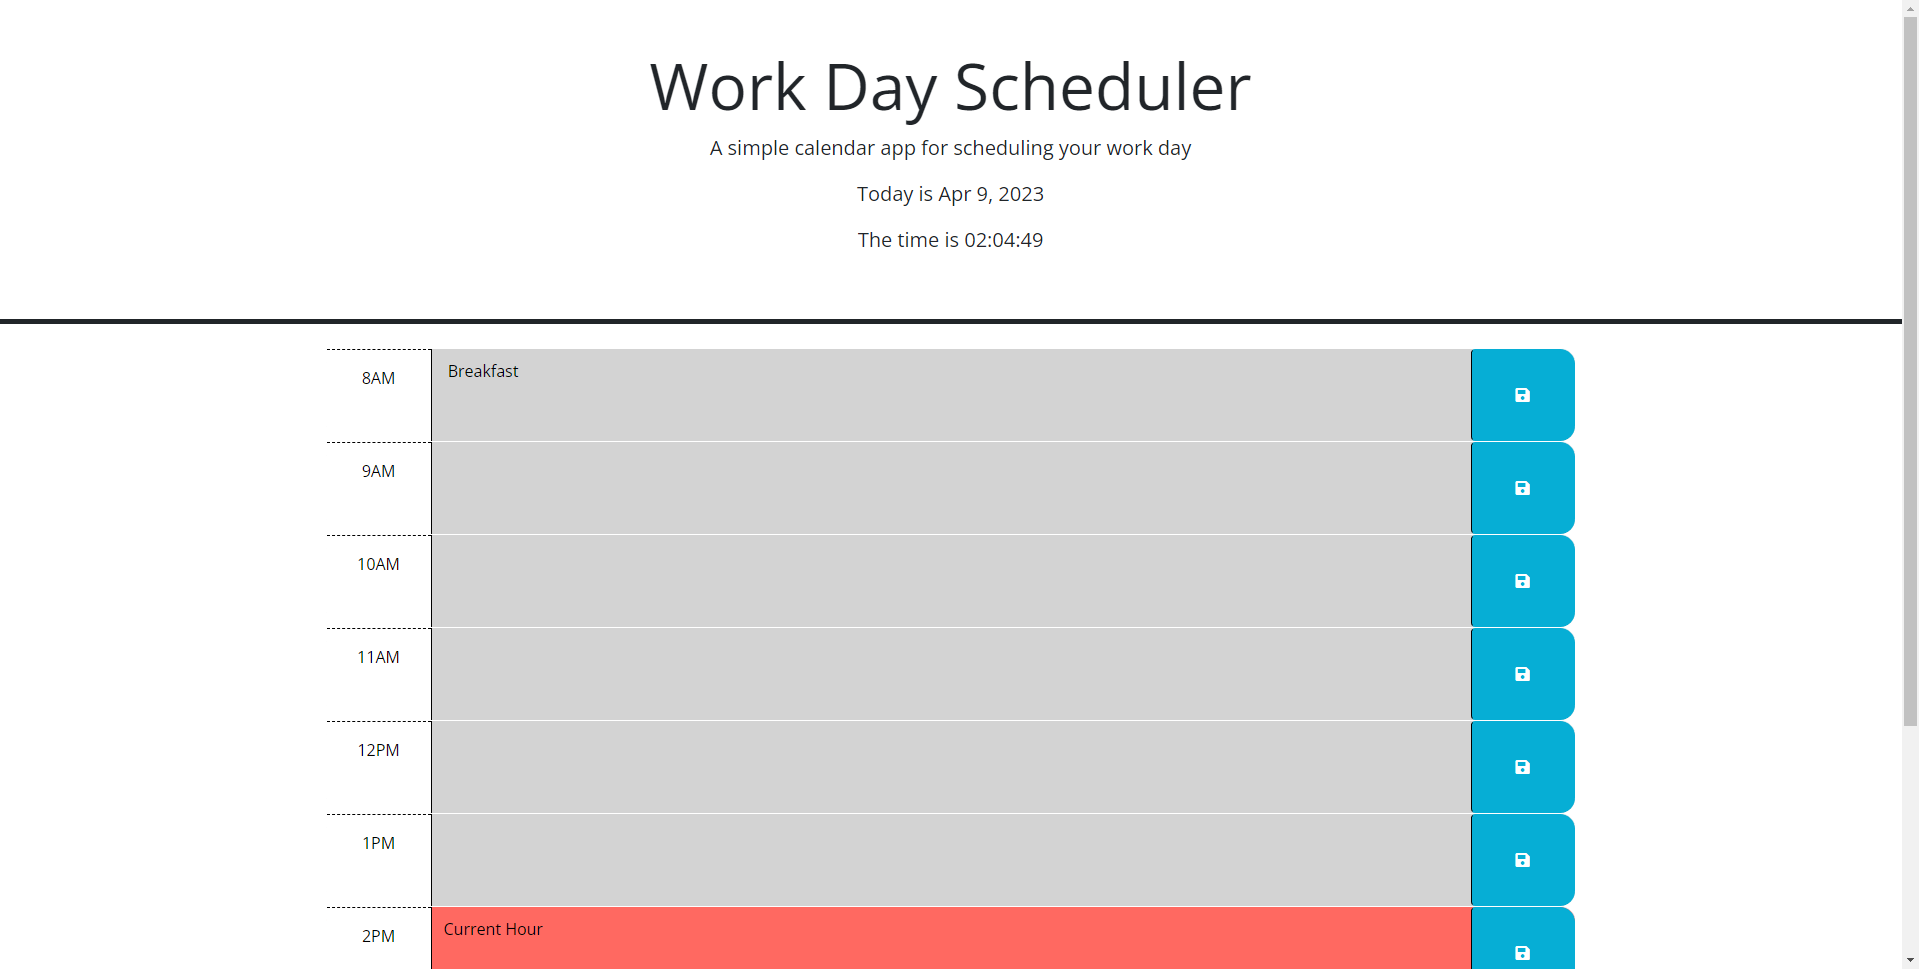 Work Day Scheduler
A simple calendar app for scheduling your work day
Today is Apr 9, 2023
The time is 02:04:49
8AM
Breakfast
9AM
10AM
11AM
12PM
1PM
2PM
Current Hour